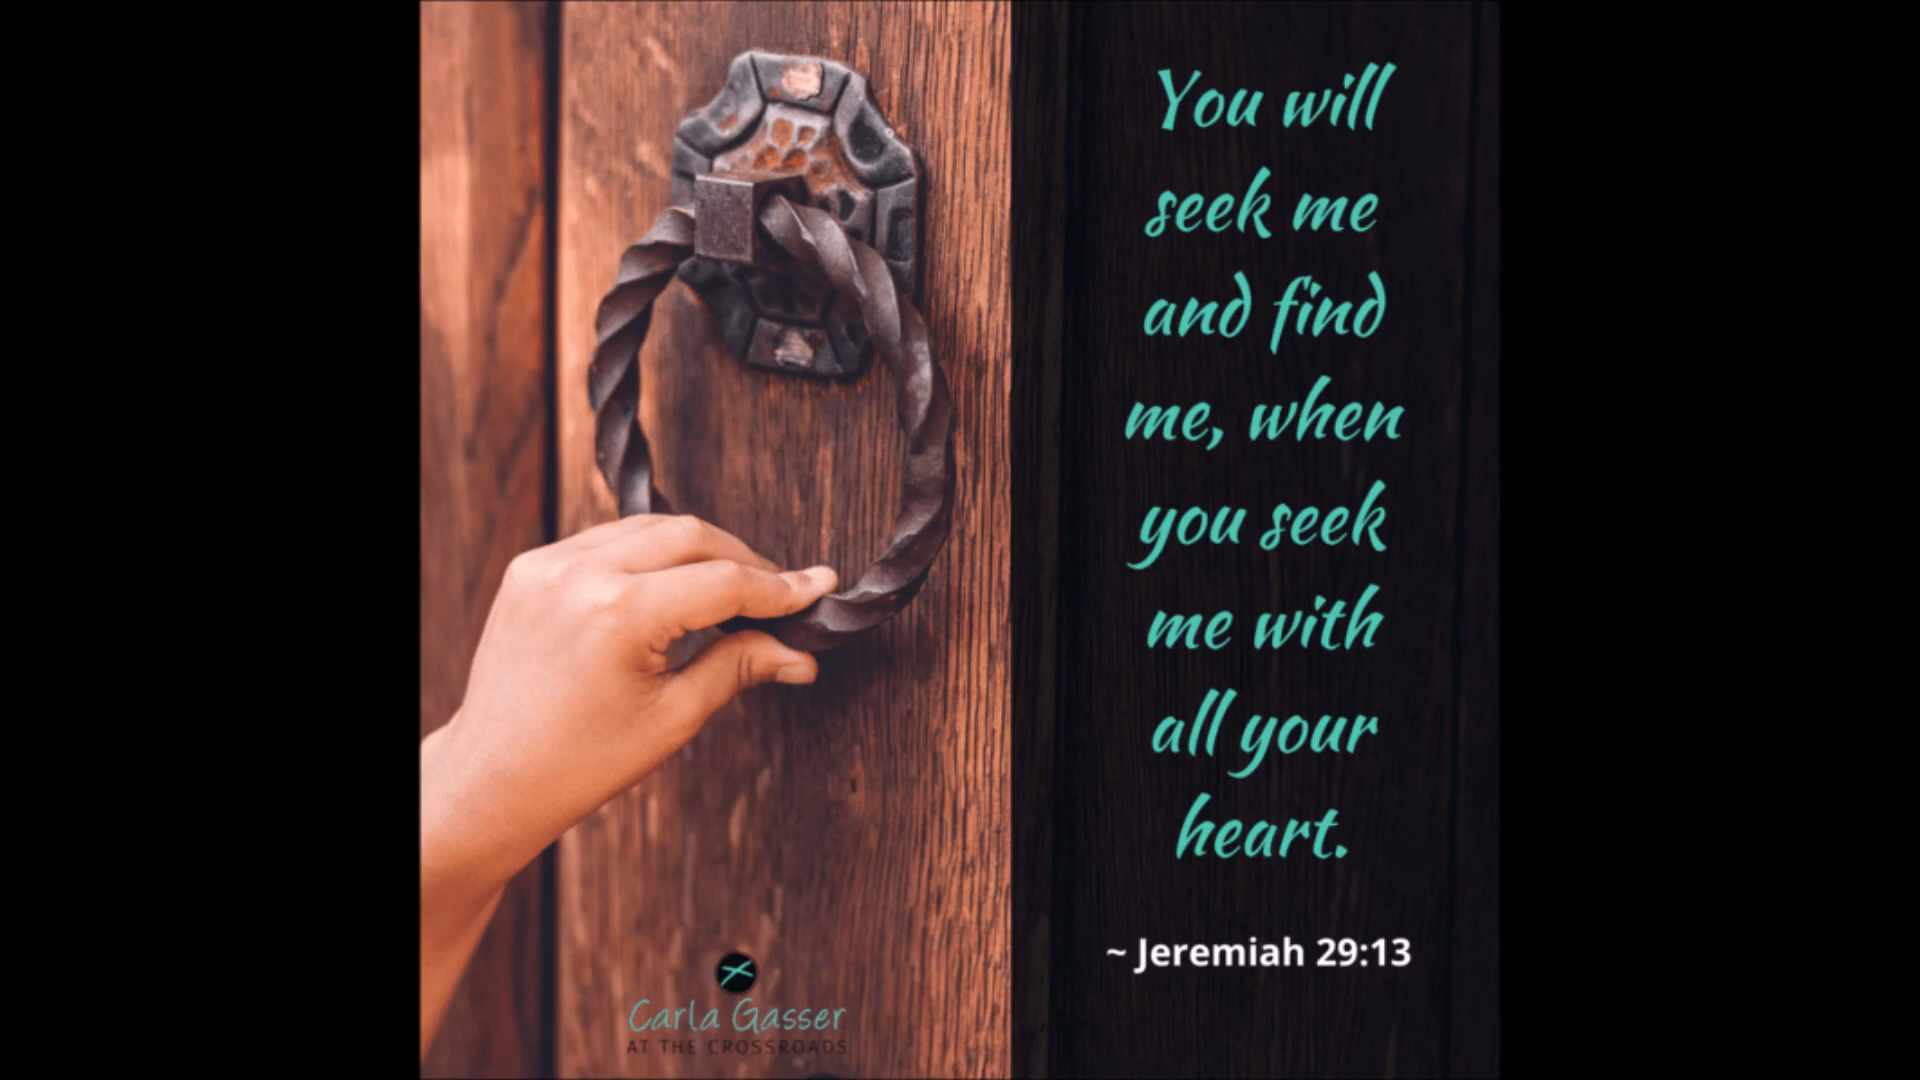 You will
seek me
and find
me, when
you seek
me with
all your
heart.
~ Jeremiah 29:13
Carla Gasser
AT THE CROSSROADS